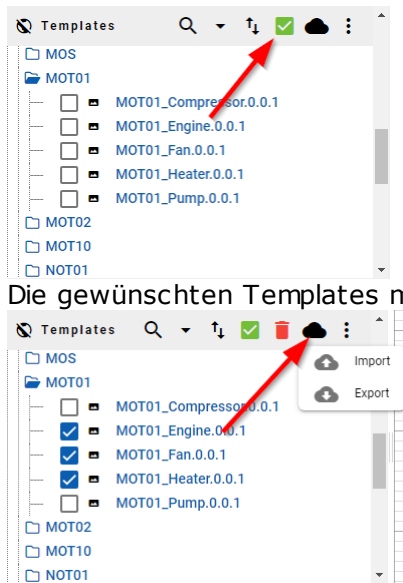 Templates
MOS
MOT01
MOT01_Compressor.0.0.1
MOT01_Engine.0.0.1
MOT01_Fan.0.0.1
MOT01_Heater.0.0.1
MOT01_Pump.0.0.1
MOT02
MOT10
NOT01
Die gewünschten Templates
Templates
Import
Export
MOS
MOT01
MOT01_Compressor.0.0.1
MOT01_Engine.0.0.1
MOT01_Fan.0.0.1
MOT01_Heater.0.0.1
MOT01_Pump.0.0.1
MOT02
MOT10
NOT01